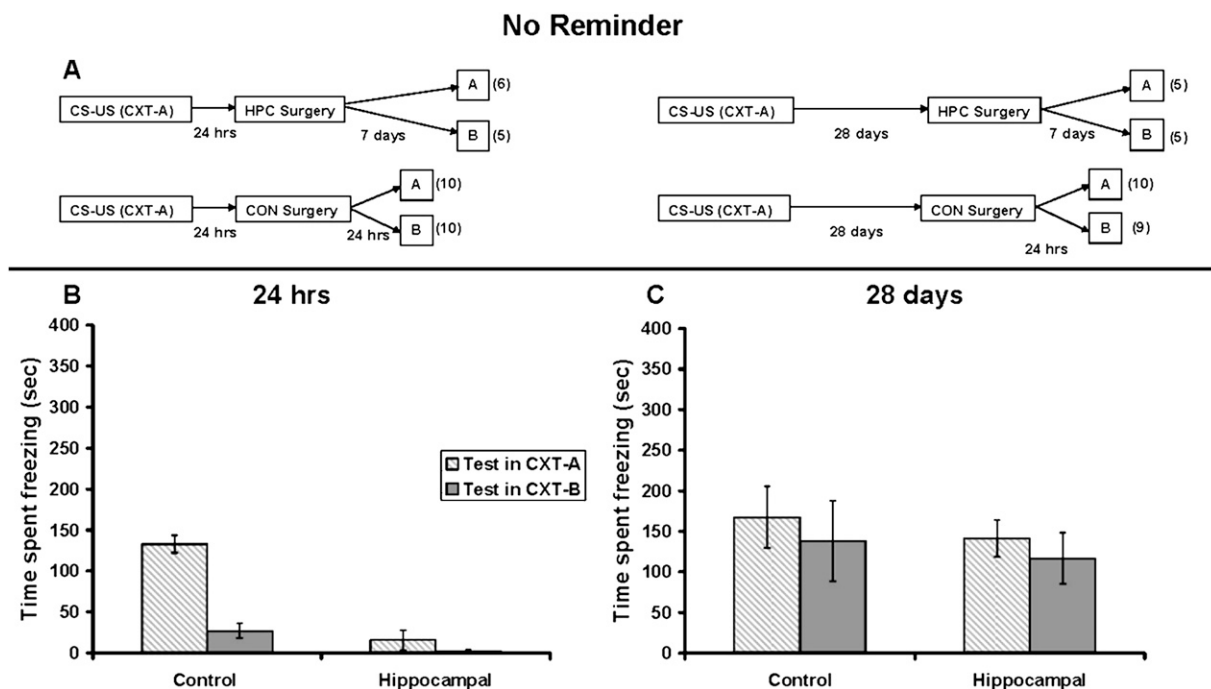 No Reminder
A
CS-US (CXT-A)
24 hrs
HPC Surgery
7 days
A (6)
B (5)
CS-US (CXT-A)
24 hrs
CON Surgery
24 hrs
A (10)
B (10)
CS-US (CXT-A)
28 days
HPC Surgery
7 days
A (5)
B (5)
CS-US (CXT-A)
28 days
CON Surgery
24 hrs
A (10)
B (9)
B 24 hrs
Time spent freezing (sec)
400
350
300
250
200
150
100
50
0
Control Hippocampal
Test in CXT-A
Test in CXT-B
C 28 days
Time spent freezing (sec)
400
350
300
250
200
150
100
50
0
Control Hippocampal